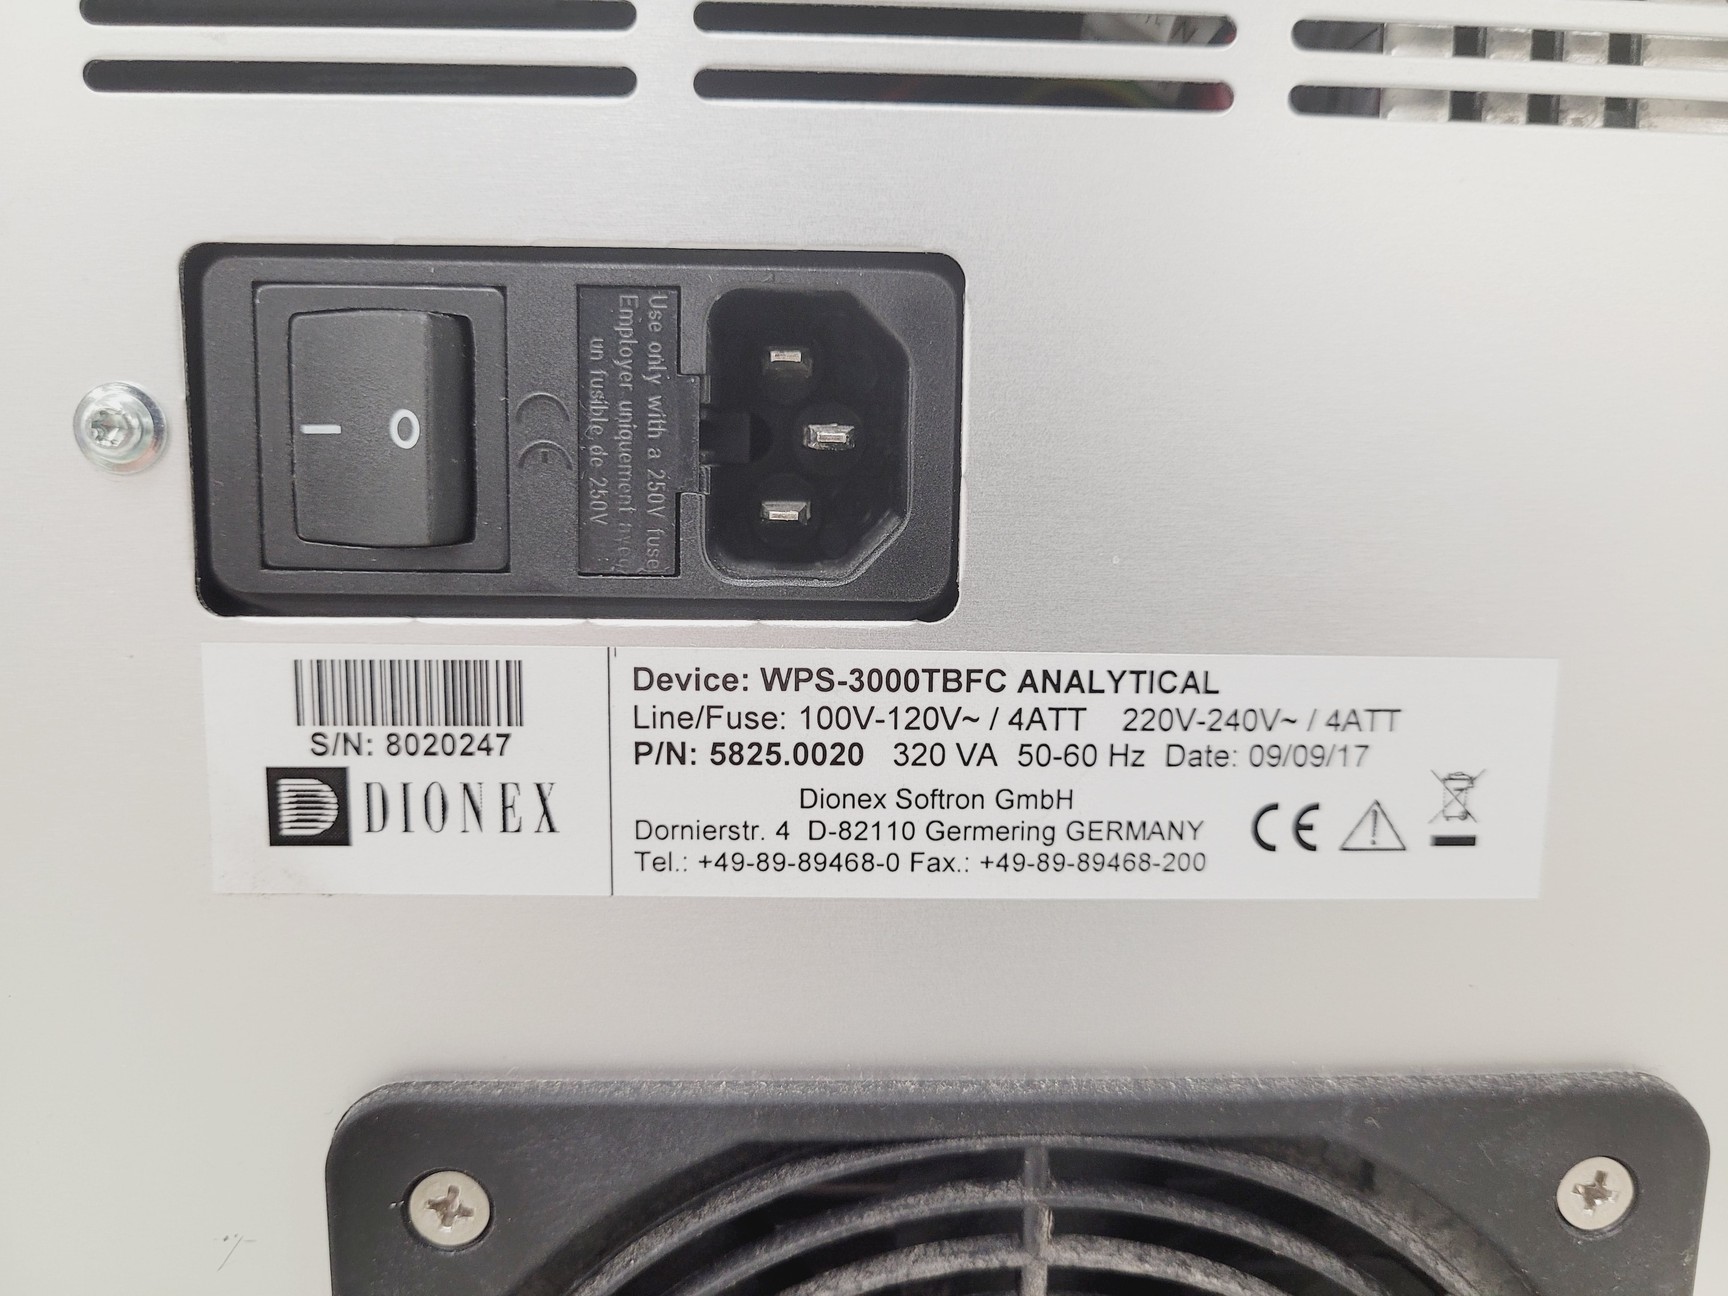 I O
Use only with a 250V fuse
Employer uniquement avec
un fusible de 250V
CE
S/N: 8020247
DIONEX
Device: WPS-3000TBFC ANALYTICAL
Line/Fuse: 100V-120V~ / 4ATT 220V-240V~ / 4ATT
P/N: 5825.0020 320 VA 50-60 Hz Date: 09/09/17
Dionex Softron GmbH
Dornierstr. 4 D-82110 Germering GERMANY
Tel.: +49-89-89468-0 Fax.: +49-89-89468-200
CE